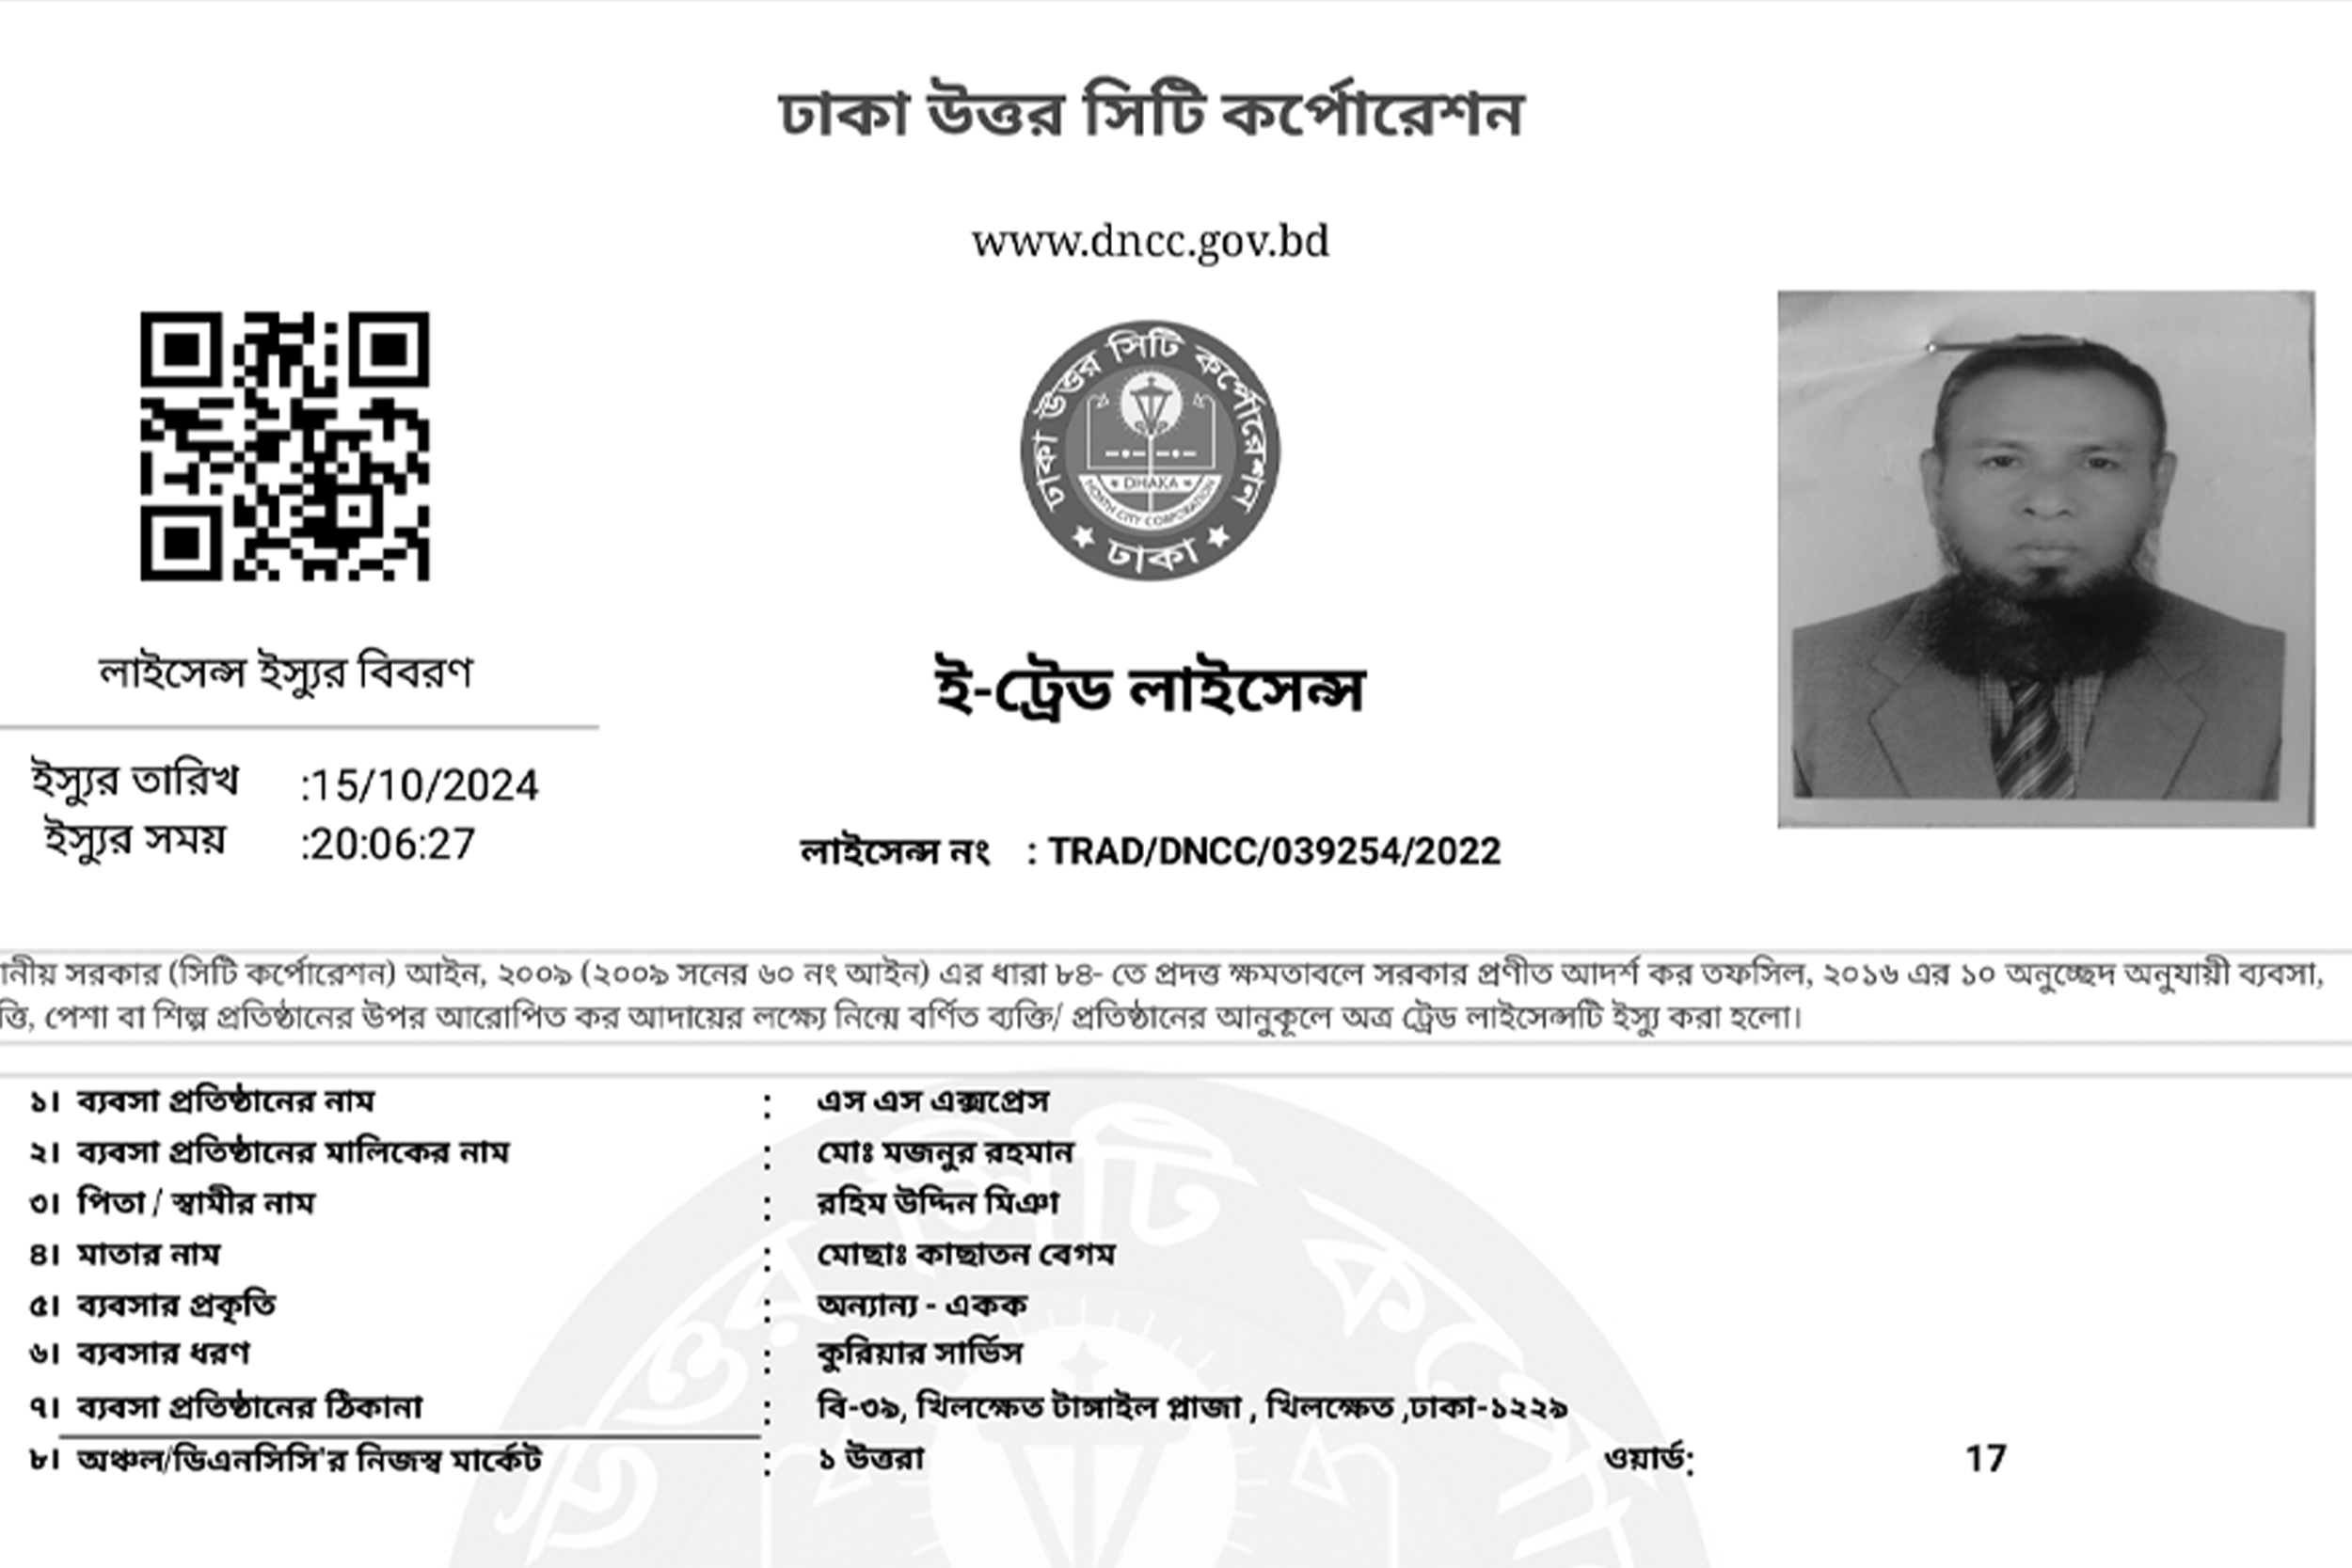 ঢাকা উত্তর সিটি কর্পোরেশন
www.dncc.gov.bd
ঢাকা উত্তর সিটি কর্পোরেশন
DHAKA
NORTH CITY CORPORATION
ঢাকা
লাইসেন্স ইস্যুর বিবরণ
ই-ট্রেড লাইসেন্স
ইস্যুর তারিখ :15/10/2024
ইস্যুর সময় :20:06:27
লাইসেন্স নং : TRAD/DNCC/039254/2022
নীয় সরকার (সিটি কর্পোরেশন) আইন, ২০০৯ (২০০৯ সনের ৬০ নং আইন) এর ধারা ৮৪- তে প্রদত্ত ক্ষমতাবলে সরকার প্রণীত আদর্শ কর তফসিল, ২০১৬ এর ১০ অনুচ্ছেদ অনুযায়ী ব্যবসা,
ত্তি, পেশা বা শিল্প প্রতিষ্ঠানের উপর আরোপিত কর আদায়ের লক্ষ্যে নিম্মে বর্ণিত ব্যক্তি/ প্রতিষ্ঠানের আনুকূলে অত্র ট্রেড লাইসেন্সটি ইস্যু করা হলো।
১। ব্যবসা প্রতিষ্ঠানের নাম : এস এস এক্সপ্রেস
২। ব্যবসা প্রতিষ্ঠানের মালিকের নাম : মোঃ মজনুর রহমান
৩। পিতা / স্বামীর নাম : রহিম উদ্দিন মিঞা
৪। মাতার নাম : মোছাঃ কাছাতন বেগম
৫। ব্যবসার প্রকৃতি : অন্যান্য - একক
৬। ব্যবসার ধরণ : কুরিয়ার সার্ভিস
৭। ব্যবসা প্রতিষ্ঠানের ঠিকানা : বি-৩৯, খিলক্ষেত টাঙ্গাইল প্লাজা , খিলক্ষেত ,ঢাকা-১২২৯
৮। অঞ্চল/ডিএনসিসি'র নিজস্ব মার্কেট : ১ উত্তরা ওয়ার্ড: 17